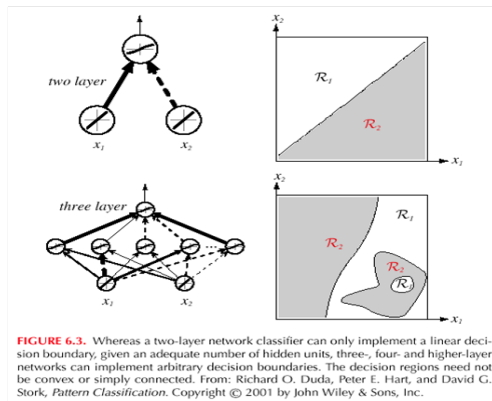 x₂
two layer
R₁
R₂
x₁
x₂
x₁
x₂
three layer
R₁
R₂
R₂
R₁
x₁
x₂
x₁
FIGURE 6.3. Whereas a two-layer network classifier can only implement a linear deci-
sion boundary, given an adequate number of hidden units, three-, four- and higher-layer
networks can implement arbitrary decision boundaries. The decision regions need not
be convex or simply connected. From: Richard O. Duda, Peter E. Hart, and David G.
Stork, Pattern Classification. Copyright © 2001 by John Wiley & Sons, Inc.